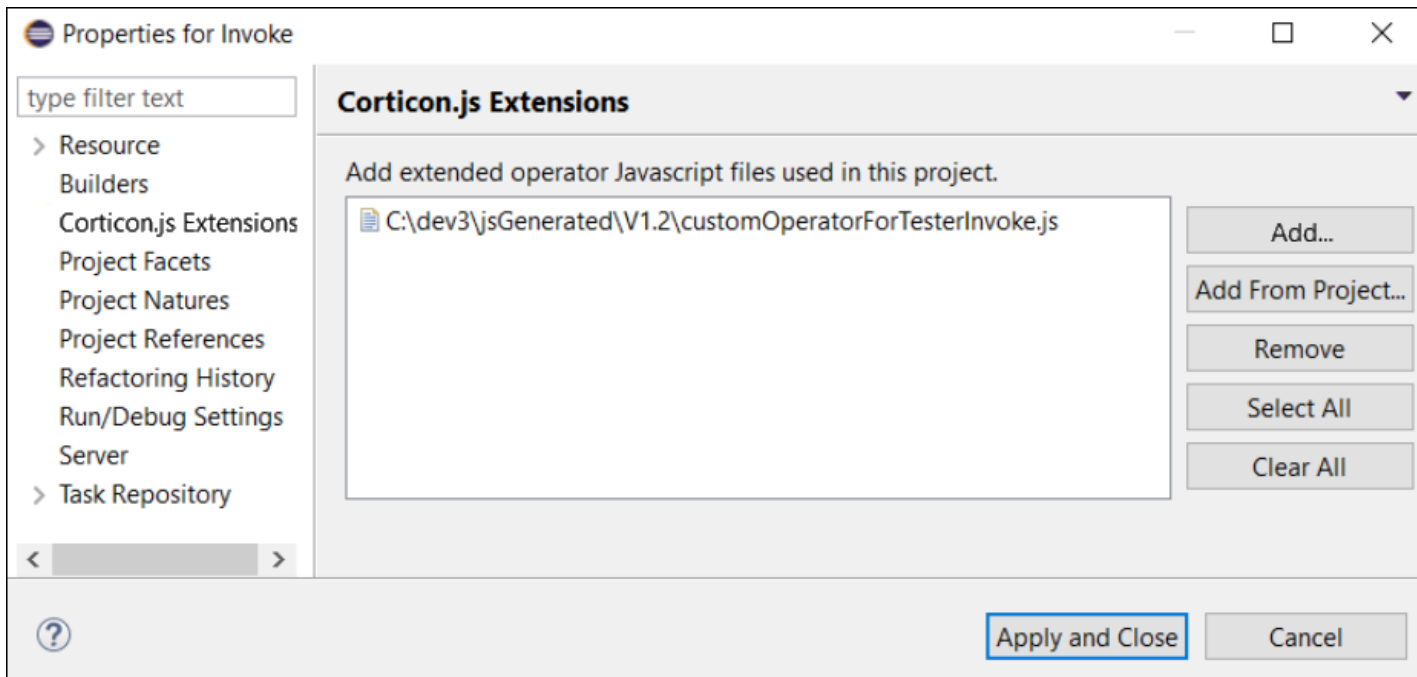 Properties for Invoke
type filter text
Resource
Builders
Corticon.js Extensions
Project Facets
Project Natures
Project References
Refactoring History
Run/Debug Settings
Server
Task Repository
Corticon.js Extensions
Add extended operator Javascript files used in this project.
C:\dev3\jsGenerated\V1.2\customOperatorForTesterInvoke.js
Add...
Add From Project...
Remove
Select All
Clear All
?
Apply and Close
Cancel